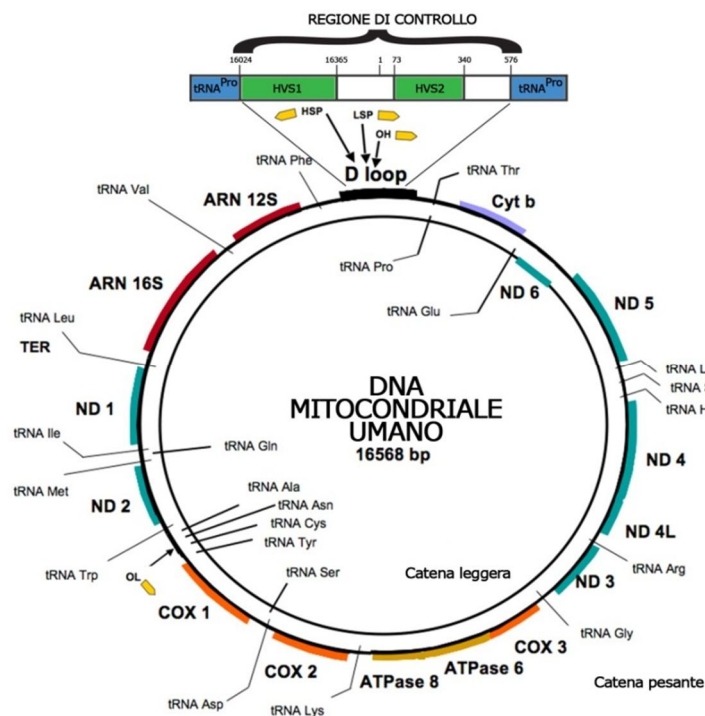 REGIONE DI CONTROLLO
16024 16365 1 73 340 576
tRNA Pro HVS1 HVS2 tRNA Pro
HSP LSP
OH
D loop
tRNA Phe tRNA Thr
tRNA Val ARN 12S Cyt b
tRNA Pro
ARN 16S ND 6 ND 5
tRNA Glu
tRNA Leu
TER
tRNA L
tRNA
tRNA H
DNA
MITOCONDRIALE
UMANO
16568 bp
ND 1
tRNA Ile tRNA Gln
ND 4
tRNA Met
tRNA Ala
ND 2 tRNA Asn
tRNA Cys
tRNA Tyr
ND 4L
tRNA Trp OL tRNA Ser Catena leggera ND 3 tRNA Arg
COX 1
tRNA Gly
COX 2 COX 3
ATPase 8 ATPase 6
Catena pesante
tRNA Asp tRNA Lys